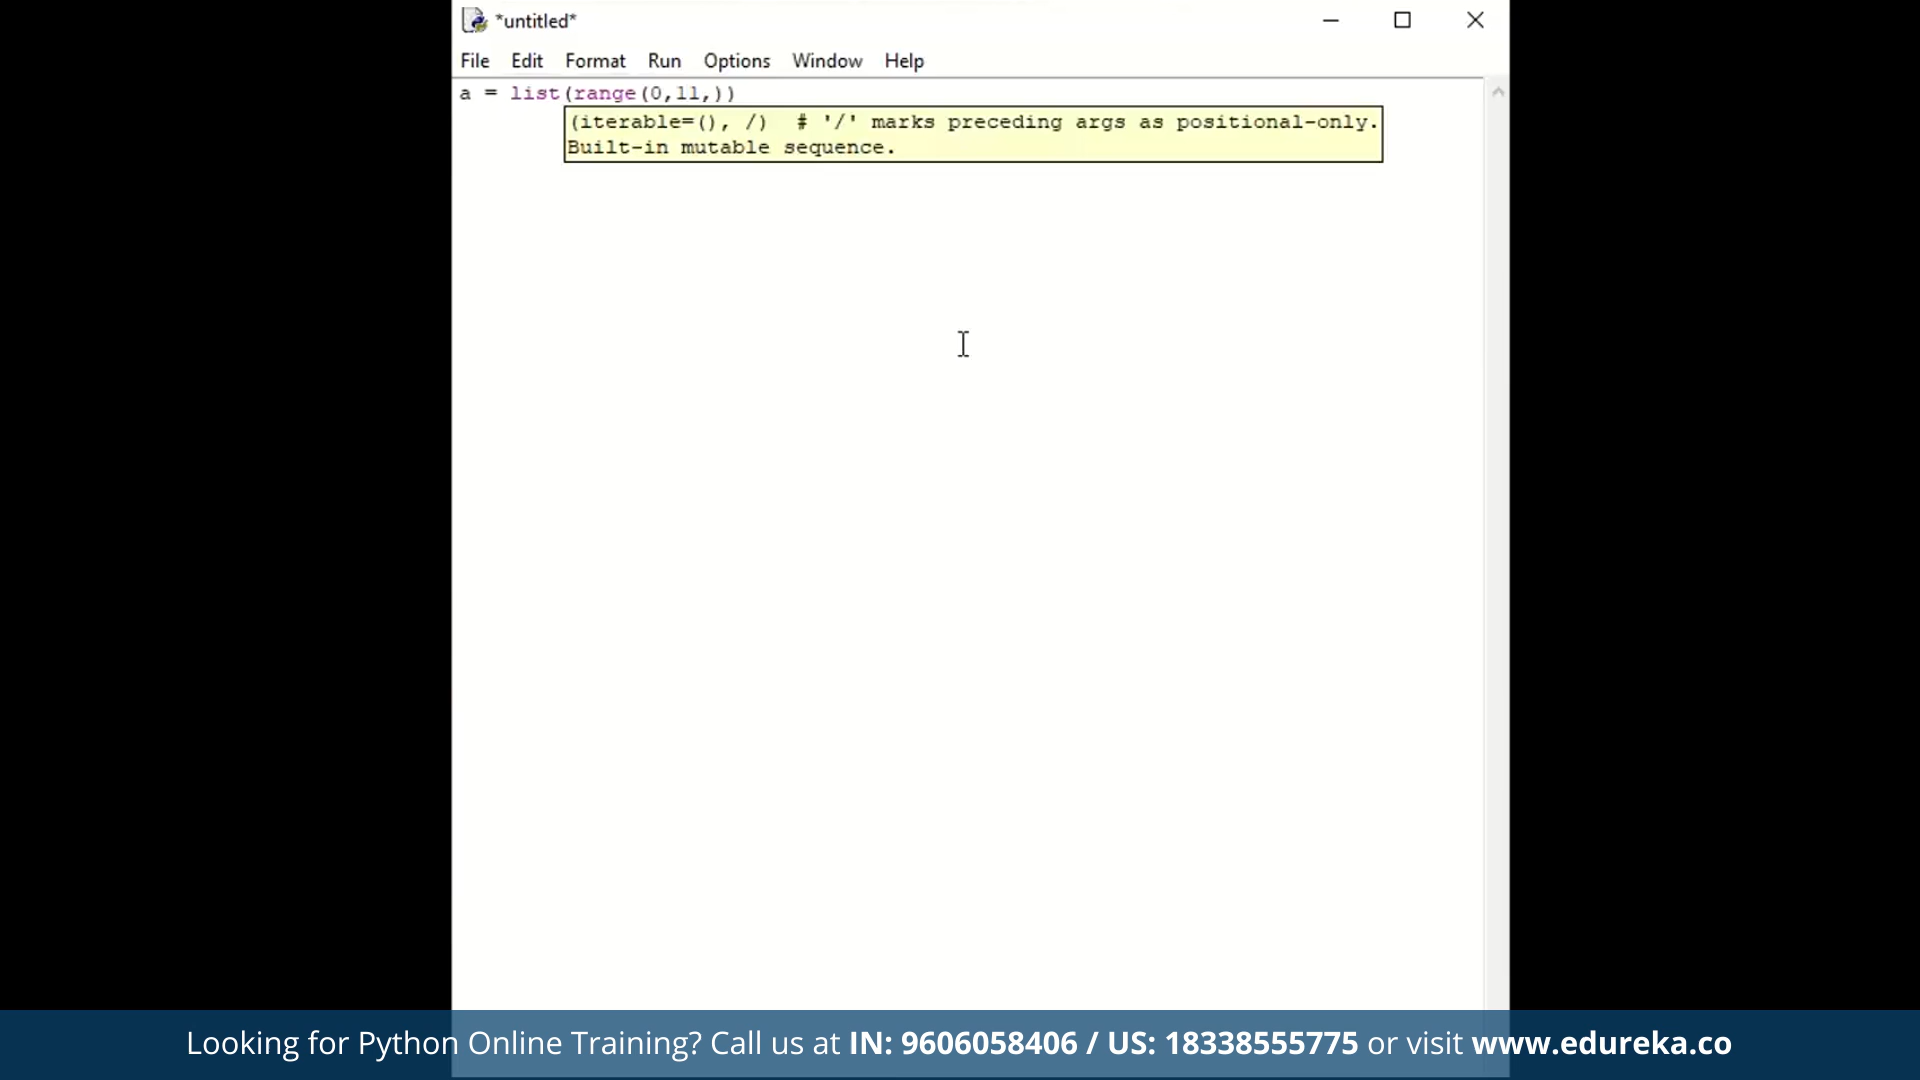 *untitled*
File Edit Format Run Options Window Help
a = list(range(0,11,))
(iterable=(), /)  # '/' marks preceding args as positional-only.
Built-in mutable sequence.
Looking for Python Online Training? Call us at IN: 9606058406 / US: 18338555775 or visit www.edureka.co